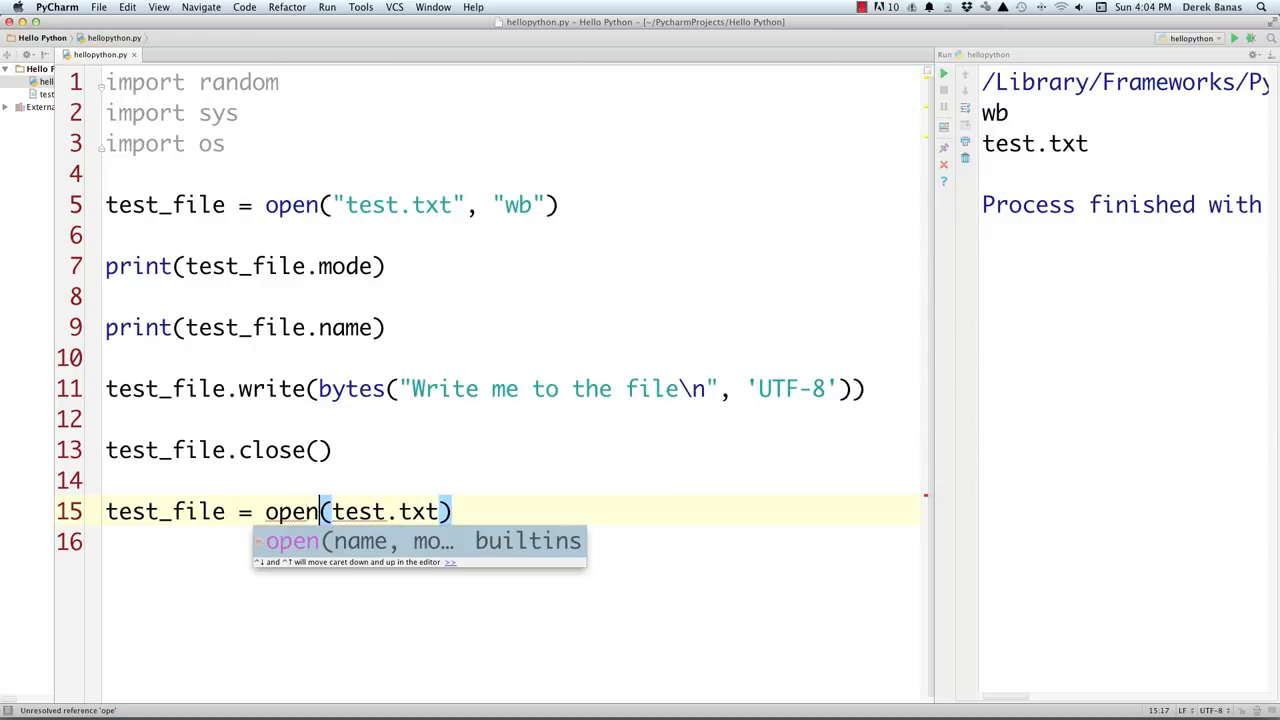 PyCharm File Edit View Navigate Code Refactor Run Tools VCS Window Help 10 Sun 4:04 PM Derek Banas
hellopython.py - [~/PycharmProjects/Hello Python]
Hello Python hellopython.py hellopython
hellopython.py
Run hellopython
Hello F
hell
test
Externa
1 import random
2 import sys
3 import os
4
5 test_file = open("test.txt", "wb")
6
7 print(test_file.mode)
8
9 print(test_file.name)
10
11 test_file.write(bytes("Write me to the file\n", 'UTF-8'))
12
13 test_file.close()
14
15 test_file = open(test.txt)
16
open(name, mo… builtins
^↓ and ^↑ will move caret down and up in the editor >>
/Library/Frameworks/Py
wb
test.txt
Process finished with
Unresolved reference 'ope'
15:17 LF UTF-8